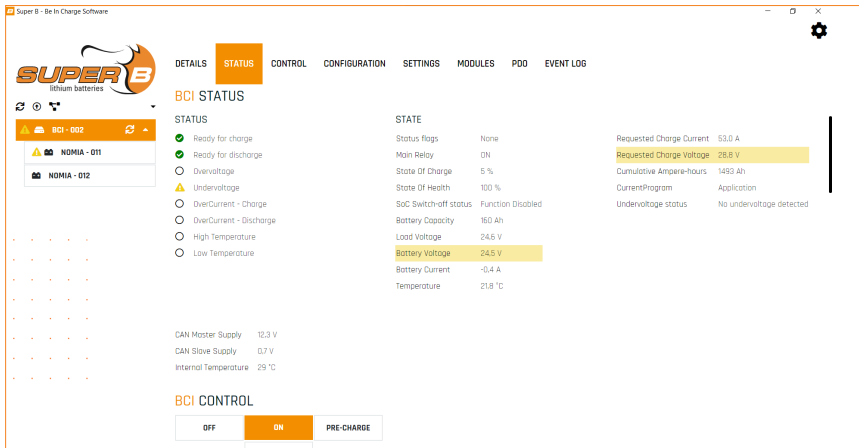 Super B - Be In Charge Software
SUPER B
lithium batteries
DETAILS STATUS CONTROL CONFIGURATION SETTINGS MODULES PDO EVENT LOG
BCI - 002
NOMIA - 011
NOMIA - 012
BCI STATUS
STATUS
Ready for charge
Ready for discharge
Overvoltage
Undervoltage
OverCurrent - Charge
OverCurrent - Discharge
High Temperature
Low Temperature
STATE
Status flags None
Main Relay ON
State Of Charge 5 %
State Of Health 100 %
SoC Switch-off status Function Disabled
Battery Capacity 160 Ah
Load Voltage 24.6 V
Battery Voltage 24.5 V
Battery Current -0.4 A
Temperature 21.8 °C
Requested Charge Current 53.0 A
Requested Charge Voltage 28.8 V
Cumulative Ampere-hours 1493 Ah
CurrentProgram Application
Undervoltage status No undervoltage detected
CAN Master Supply 12.3 V
CAN Slave Supply 0.7 V
Internal Temperature 29 °C
BCI CONTROL
OFF ON PRE-CHARGE